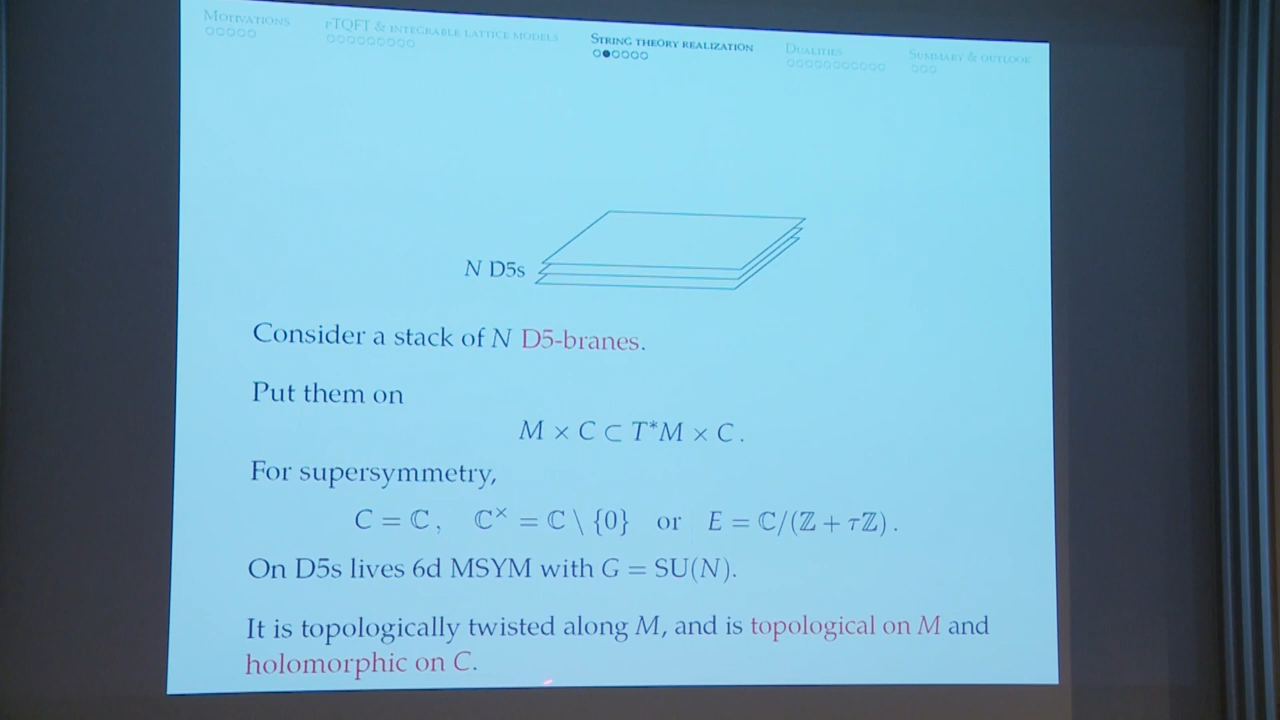 MOTIVATIONS
PTQFT & INTEGRABLE LATTICE MODELS
STRING THEORY REALIZATION
DUALITIES
SUMMARY & OUTLOOK
N D5s
Consider a stack of N D5-branes.
Put them on
M × C ⊂ T*M × C .
For supersymmetry,
C = ℂ , ℂ× = ℂ \ {0} or E = ℂ/(ℤ + τℤ) .
On D5s lives 6d MSYM with G = SU(N).
It is topologically twisted along M, and is topological on M and
holomorphic on C.